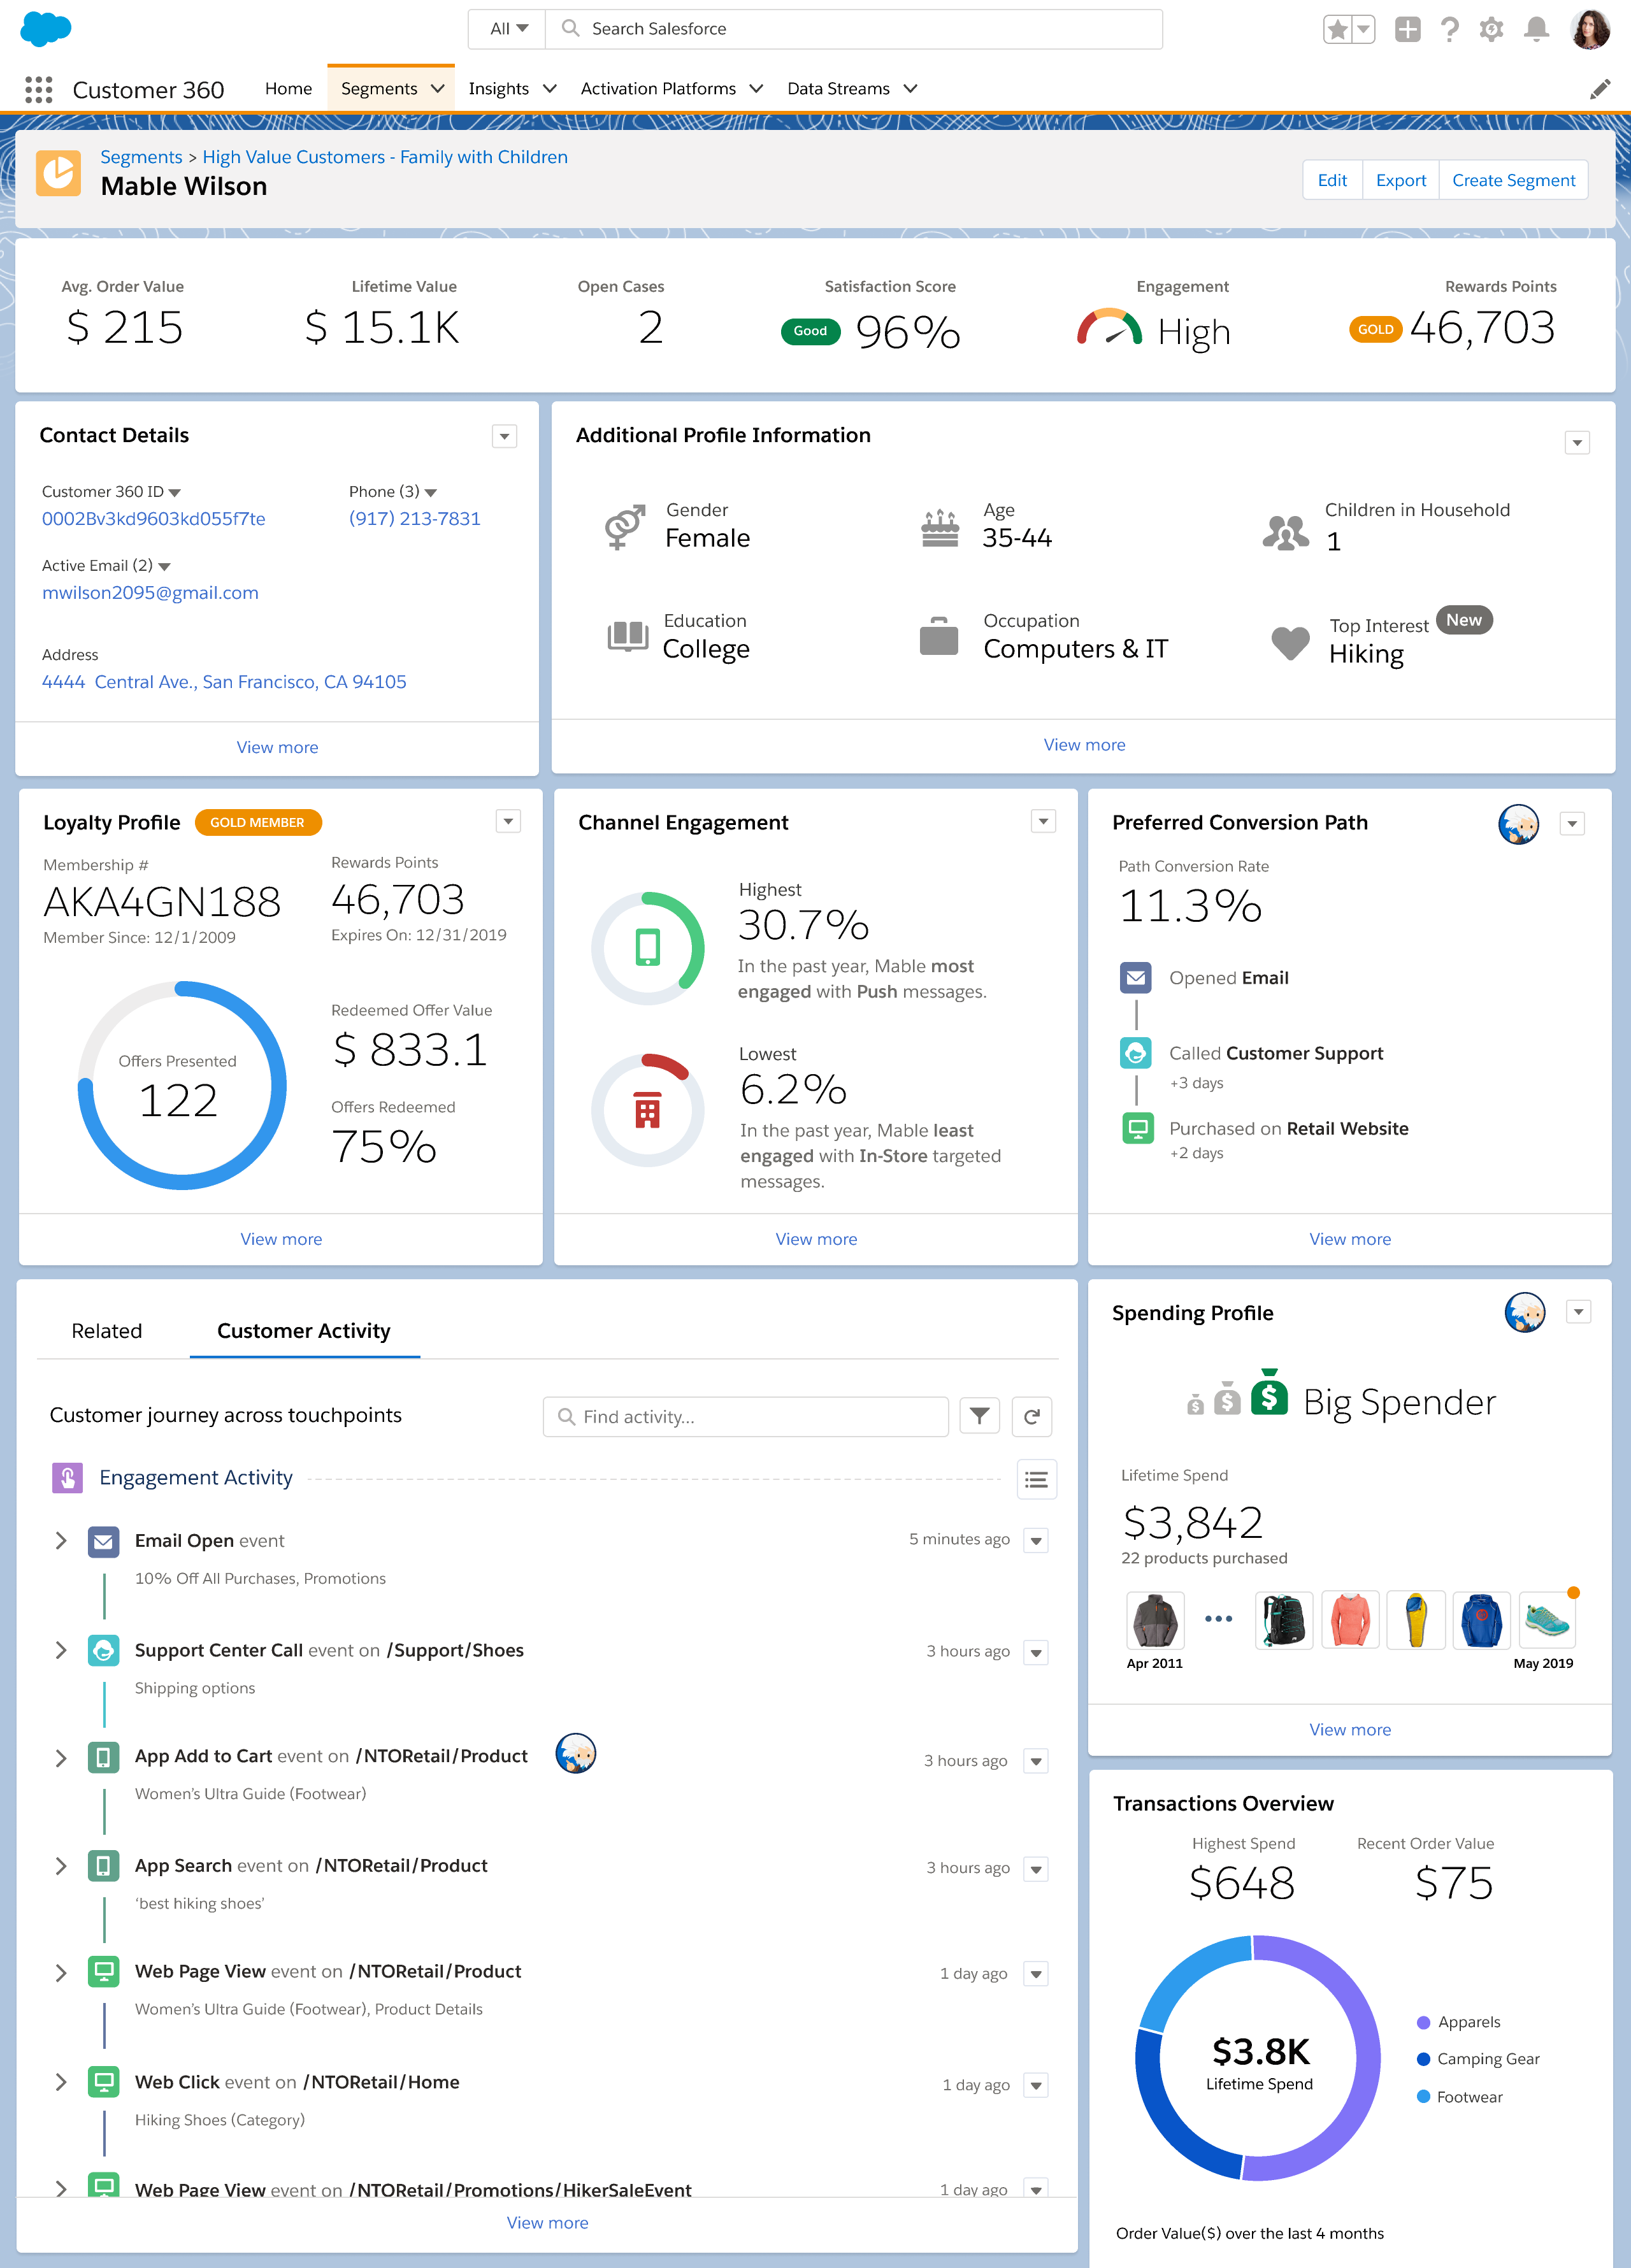 All
Search Salesforce
Customer 360
Home
Segments
Insights
Activation Platforms
Data Streams
Segments > High Value Customers - Family with Children
Mable Wilson
Edit
Export
Create Segment
Avg. Order Value
$ 215
Lifetime Value
$ 15.1K
Open Cases
2
Satisfaction Score
Good
96%
Engagement
High
Rewards Points
GOLD
46,703
Contact Details
Customer 360 ID
0002Bv3kd9603kd055f7te
Phone (3)
(917) 213-7831
Active Email (2)
mwilson2095@gmail.com
Address
4444 Central Ave., San Francisco, CA 94105
View more
Additional Profile Information
Gender
Female
Age
35-44
Children in Household
1
Education
College
Occupation
Computers & IT
Top Interest
New
Hiking
View more
Loyalty Profile
GOLD MEMBER
Membership #
AKA4GN188
Member Since: 12/1/2009
Rewards Points
46,703
Expires On: 12/31/2019
Offers Presented
122
Redeemed Offer Value
$ 833.1
Offers Redeemed
75%
View more
Channel Engagement
Highest
30.7%
In the past year, Mable most
engaged with Push messages.
Lowest
6.2%
In the past year, Mable least
engaged with In-Store targeted
messages.
View more
Preferred Conversion Path
Path Conversion Rate
11.3%
Opened Email
Called Customer Support
+3 days
Purchased on Retail Website
+2 days
View more
Related
Customer Activity
Customer journey across touchpoints
Find activity...
Engagement Activity
Email Open event
5 minutes ago
10% Off All Purchases, Promotions
Support Center Call event on /Support/Shoes
3 hours ago
Shipping options
App Add to Cart event on /NTORetail/Product
3 hours ago
Women's Ultra Guide (Footwear)
App Search event on /NTORetail/Product
3 hours ago
‘best hiking shoes’
Web Page View event on /NTORetail/Product
1 day ago
Women's Ultra Guide (Footwear), Product Details
Web Click event on /NTORetail/Home
1 day ago
Hiking Shoes (Category)
Web Page View event on /NTORetail/Promotions/HikerSaleEvent
1 day ago
View more
Spending Profile
$ $ $ Big Spender
Lifetime Spend
$3,842
22 products purchased
Apr 2011
May 2019
View more
Transactions Overview
Highest Spend
$648
Recent Order Value
$75
$3.8K
Lifetime Spend
Apparels
Camping Gear
Footwear
Order Value($) over the last 4 months